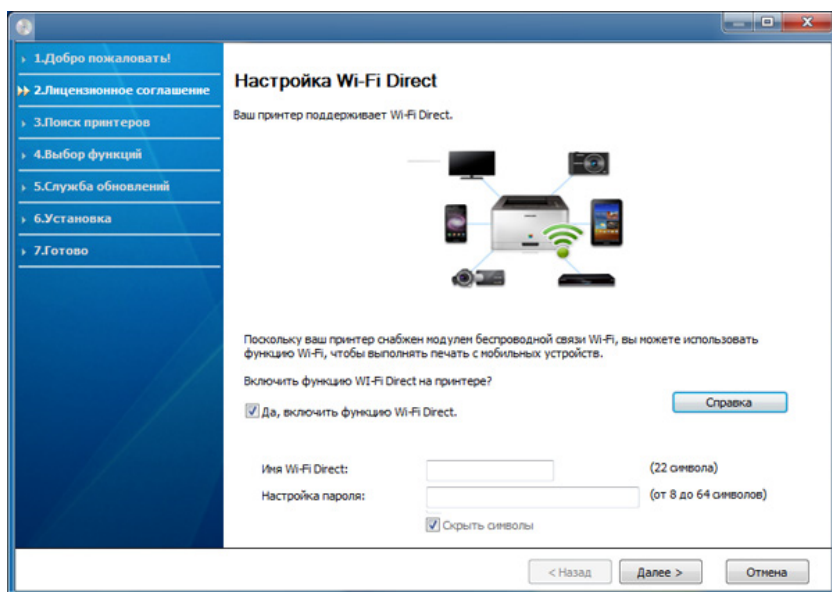 1.Добро пожаловать!
2.Лицензионное соглашение
3.Поиск принтеров
4.Выбор функций
5.Служба обновлений
6.Установка
7.Готово
Настройка Wi-Fi Direct
Ваш принтер поддерживает Wi-Fi Direct.
Поскольку ваш принтер снабжен модулем беспроводной связи Wi-Fi, вы можете использовать
функцию Wi-Fi, чтобы выполнять печать с мобильных устройств.
Включить функцию WI-Fi Direct на принтере?
Да, включить функцию Wi-Fi Direct.
Справка
Имя Wi-Fi Direct:
(22 символа)
Настройка пароля:
(от 8 до 64 символов)
Скрыть символы
< Назад
Далее >
Отмена